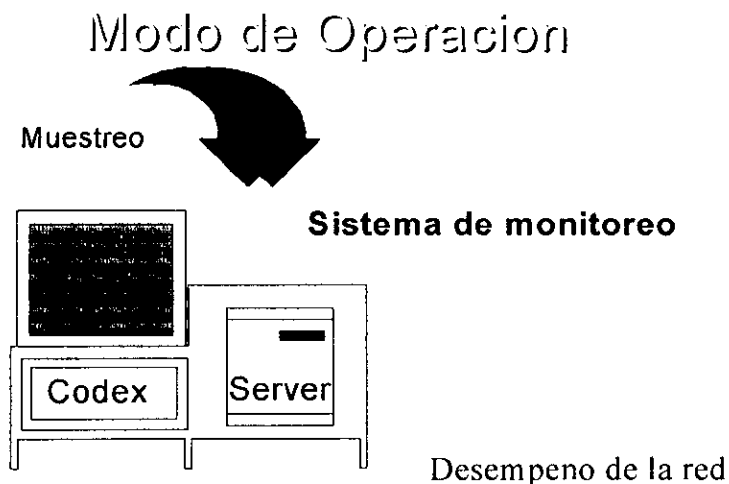 Modo de Operacion
Muestreo
Sistema de monitoreo
Codex
Server
Desempeno de la red